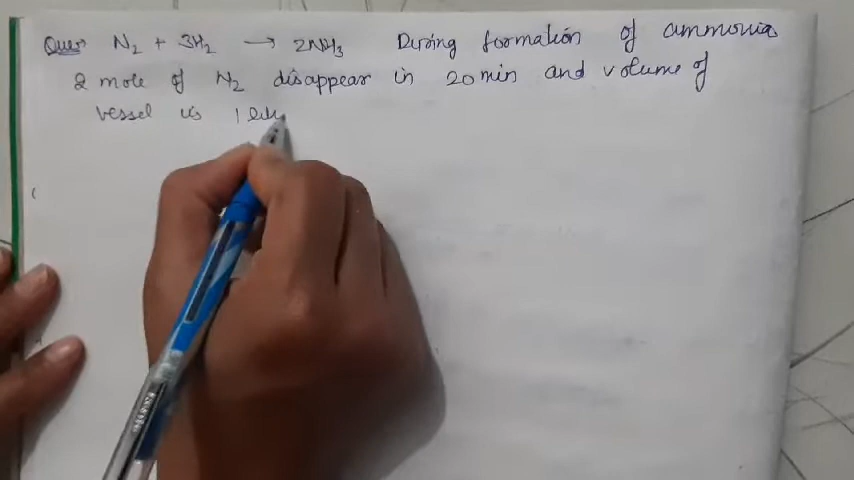 Ques N₂ + 3H₂ → 2NH₃ During formation of ammonia
2 mole of N₂ disappear in 20 min and volume of
vessel is 1